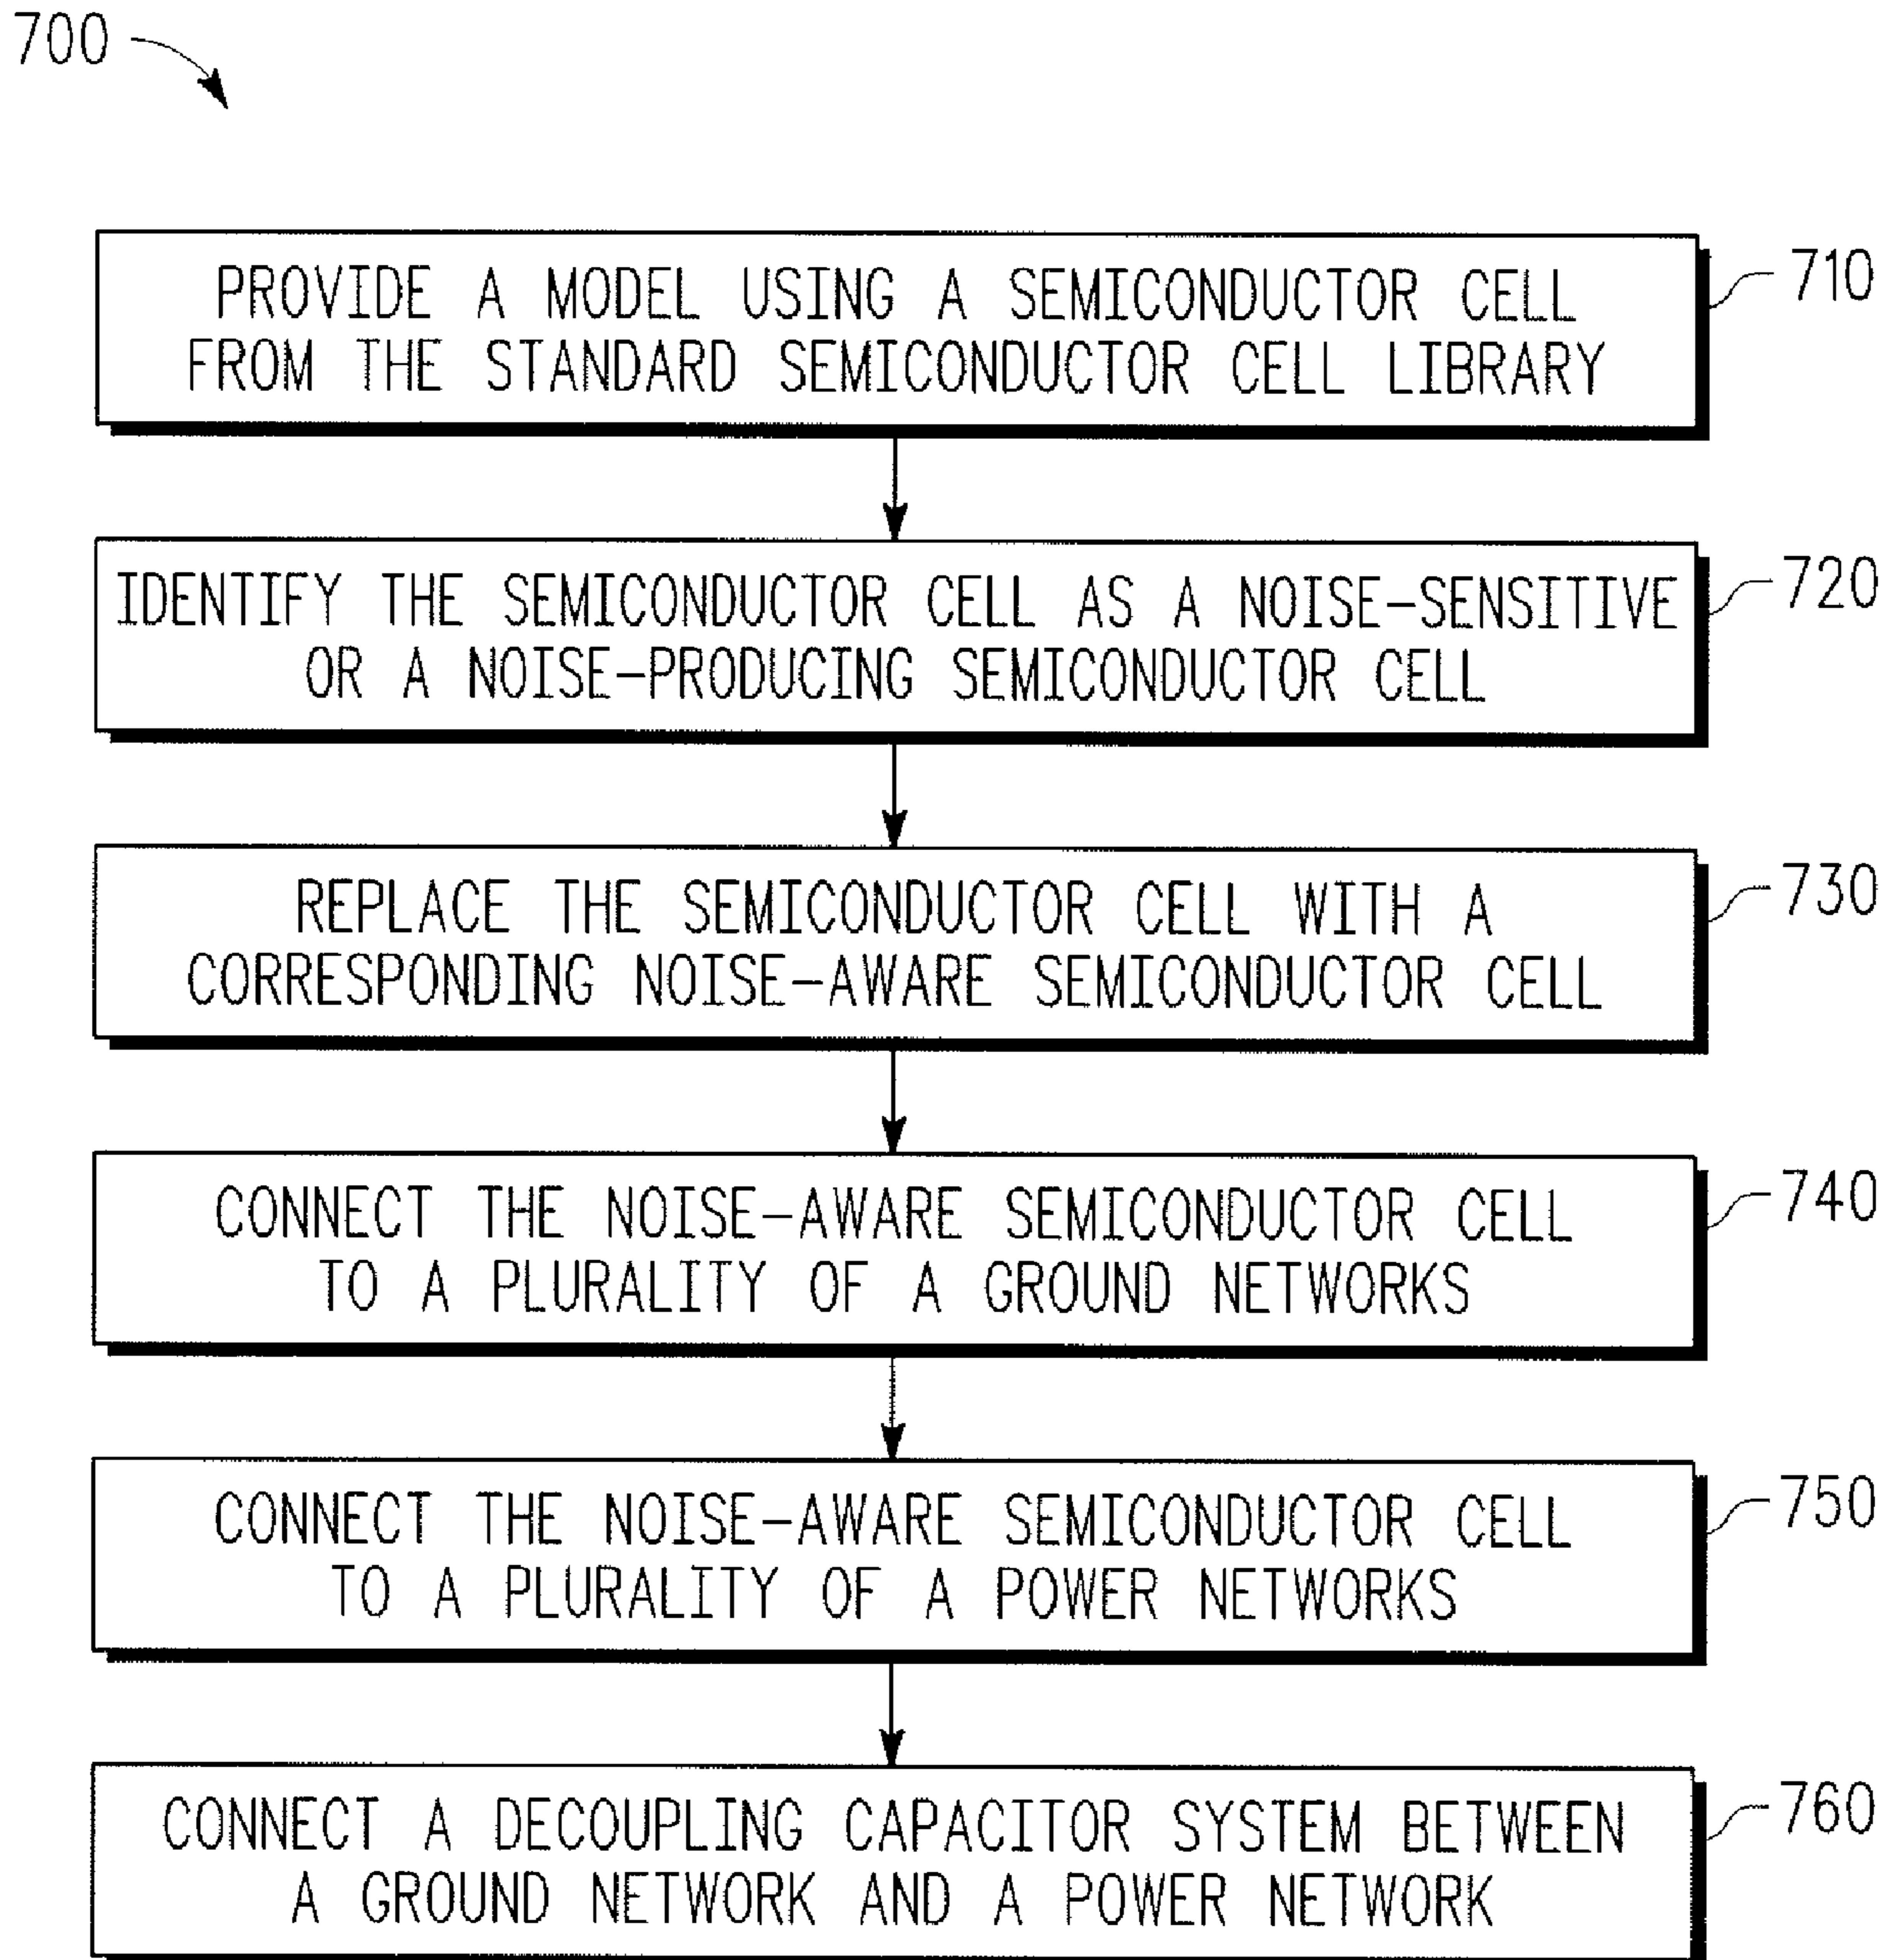 700
PROVIDE A MODEL USING A SEMICONDUCTOR CELL
FROM THE STANDARD SEMICONDUCTOR CELL LIBRARY
710
IDENTIFY THE SEMICONDUCTOR CELL AS A NOISE-SENSITIVE
OR A NOISE-PRODUCING SEMICONDUCTOR CELL
720
REPLACE THE SEMICONDUCTOR CELL WITH A
CORRESPONDING NOISE-AWARE SEMICONDUCTOR CELL
730
CONNECT THE NOISE-AWARE SEMICONDUCTOR CELL
TO A PLURALITY OF A GROUND NETWORKS
740
CONNECT THE NOISE-AWARE SEMICONDUCTOR CELL
TO A PLURALITY OF A POWER NETWORKS
750
CONNECT A DECOUPLING CAPACITOR SYSTEM BETWEEN
A GROUND NETWORK AND A POWER NETWORK
760